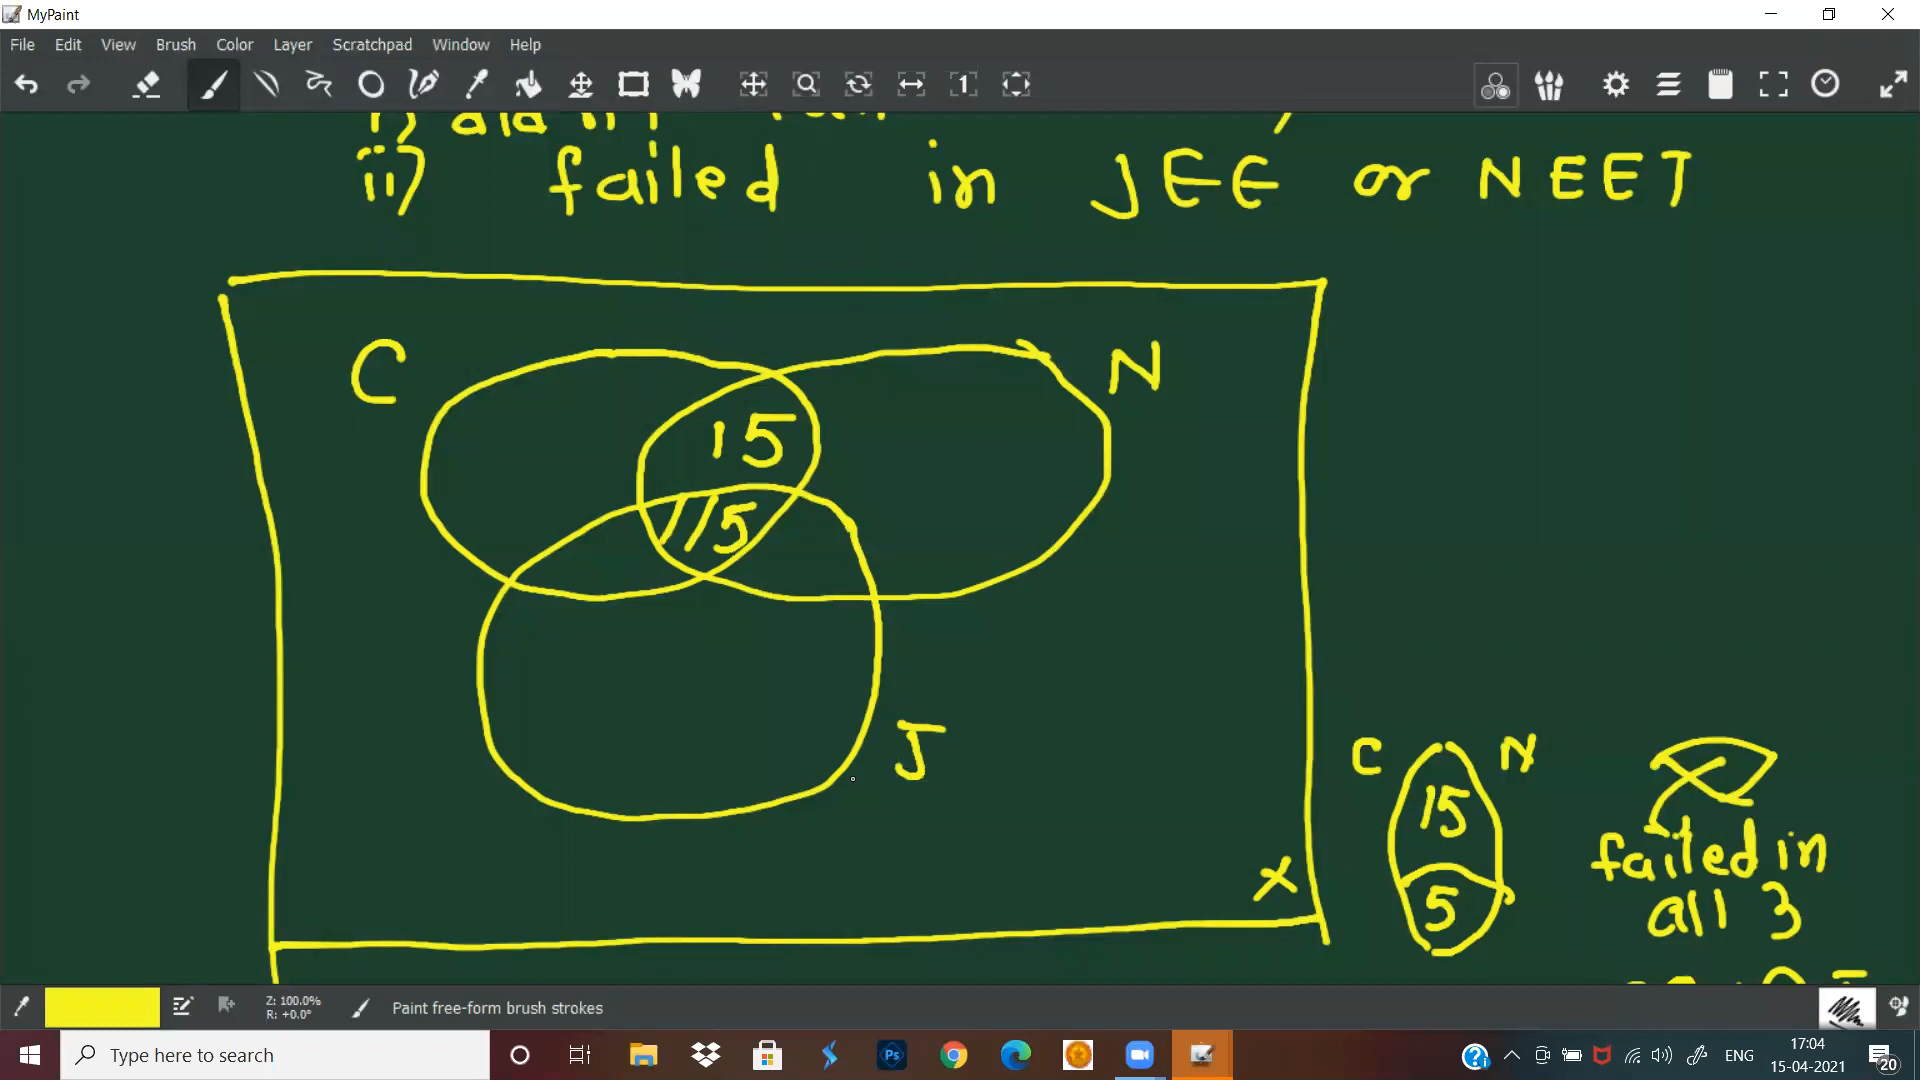 MyPaint
File Edit View Brush Color Layer Scratchpad Window Help
i)
ii) failed in JEE or NEET
C
N
15
5
J
X
C N
15
5
failed in
all 3
Z: 100.0%
R: +0.0°
Paint free-form brush strokes
Type here to search
Ps
ENG
17:04
15-04-2021
20